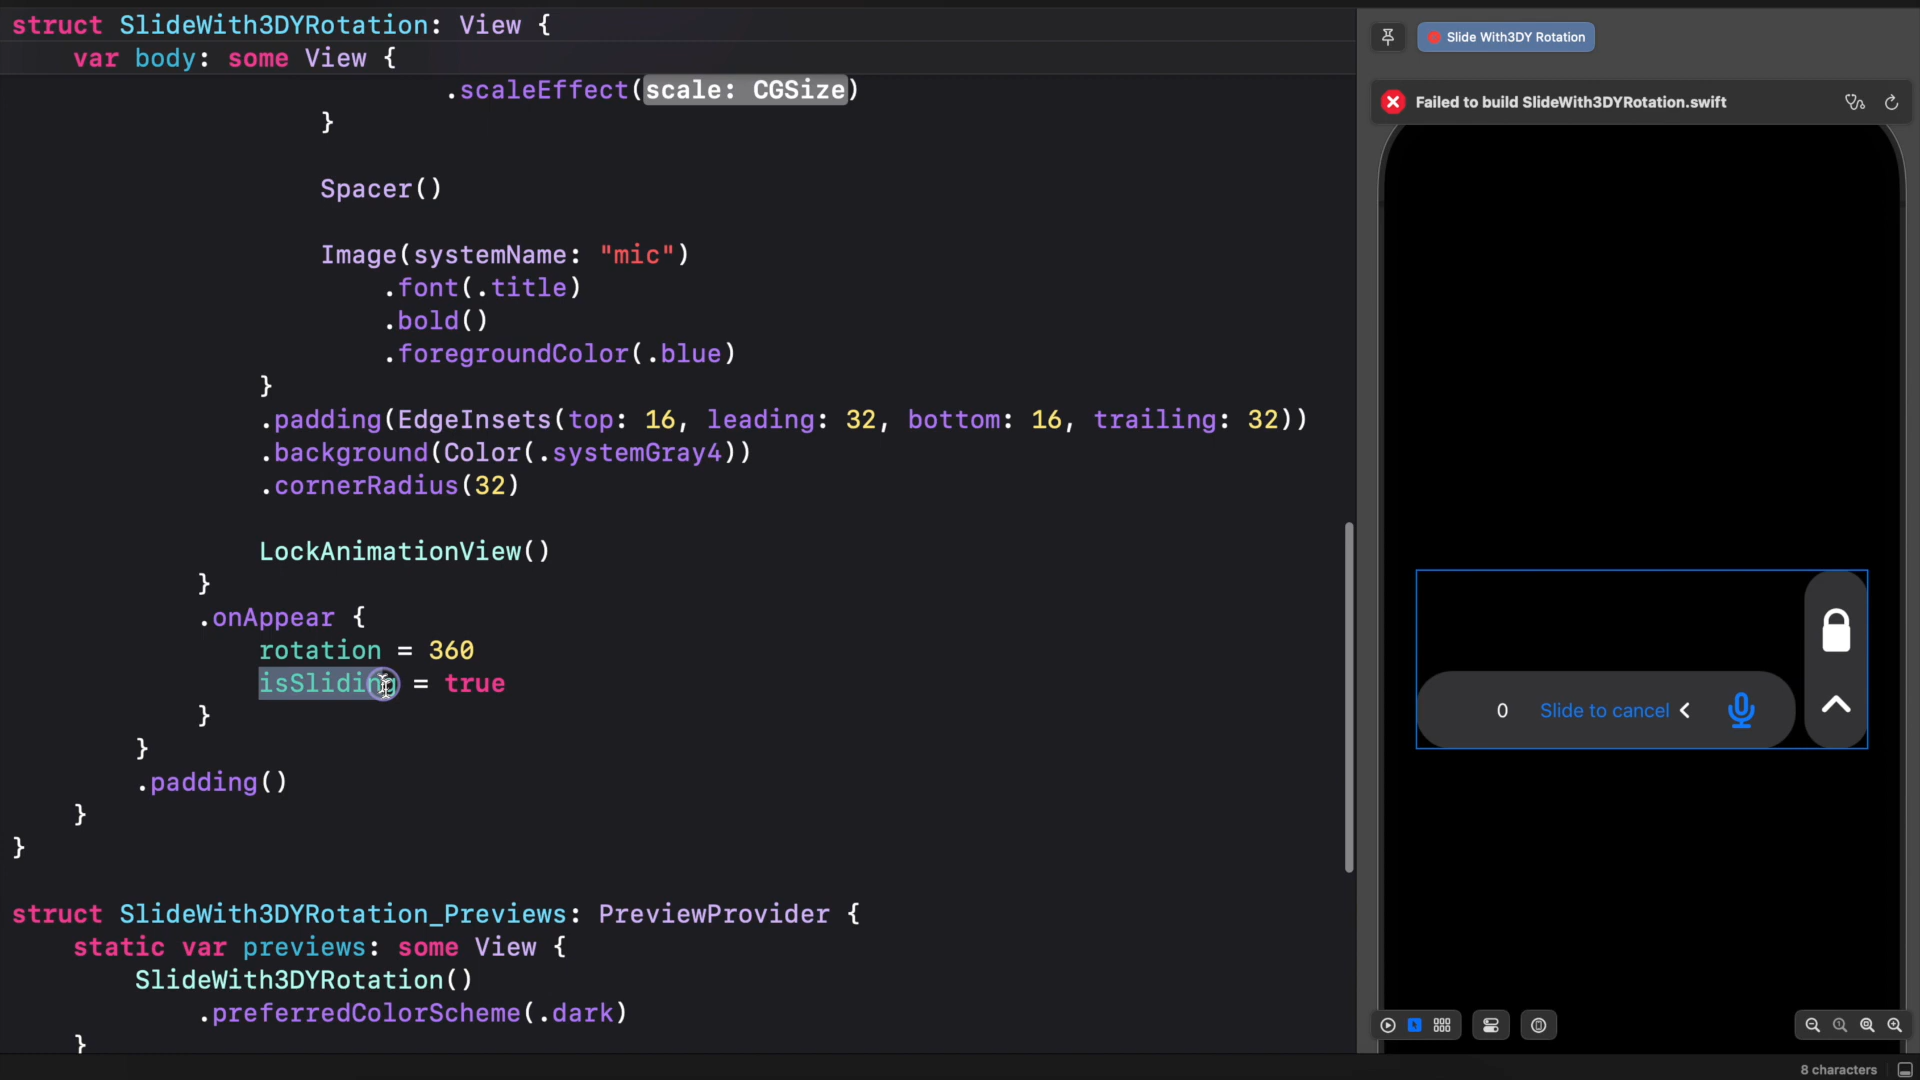 struct SlideWith3DYRotation: View {
var body: some View {
.scaleEffect(scale: CGSize)
}
Spacer()
Image(systemName: "mic")
.font(.title)
.bold()
.foregroundColor(.blue)
}
.padding(EdgeInsets(top: 16, leading: 32, bottom: 16, trailing: 32))
.background(Color(.systemGray4))
.cornerRadius(32)
LockAnimationView()
}
.onAppear {
rotation = 360
isSliding = true
}
}
.padding()
}
}
struct SlideWith3DYRotation_Previews: PreviewProvider {
static var previews: some View {
SlideWith3DYRotation()
.preferredColorScheme(.dark)
}
Slide With3DY Rotation
Failed to build SlideWith3DYRotation.swift
0 Slide to cancel
8 characters